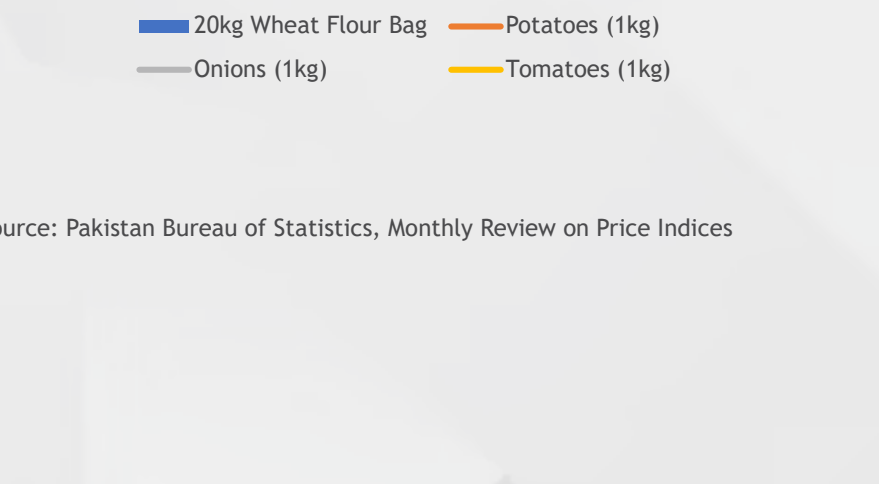 20kg Wheat Flour Bag Potatoes (1kg)
Onions (1kg) Tomatoes (1kg)
ource: Pakistan Bureau of Statistics, Monthly Review on Price Indices